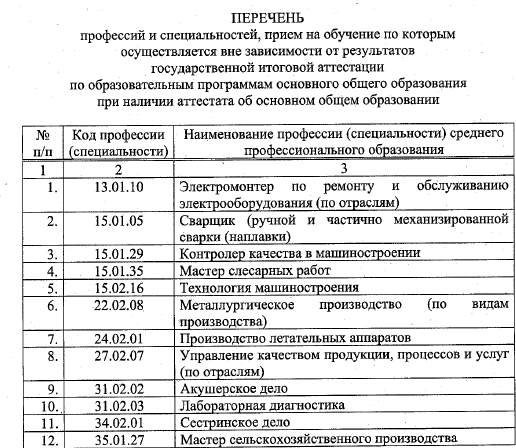 ПЕРЕЧЕНЬ
профессий и специальностей, прием на обучение по которым
осуществляется вне зависимости от результатов
государственной итоговой аттестации
по образовательным программам основного общего образования
при наличии аттестата об основном общем образовании
№ п/п Код профессии (специальности) Наименование профессии (специальности) среднего профессионального образования
1 2 3
1. 13.01.10 Электромонтер по ремонту и обслуживанию
электрооборудования (по отраслям)
2. 15.01.05 Сварщик (ручной и частично механизированной
сварки (наплавки)
3. 15.01.29 Контролер качества в машиностроении
4. 15.01.35 Мастер слесарных работ
5. 15.02.16 Технология машиностроения
6. 22.02.08 Металлургическое производство (по видам
производства)
7. 24.02.01 Производство летательных аппаратов
8. 27.02.07 Управление качеством продукции, процессов и услуг
(по отраслям)
9. 31.02.02 Акушерское дело
10. 31.02.03 Лабораторная диагностика
11. 34.02.01 Сестринское дело
12. 35.01.27 Мастер сельскохозяйственного производства